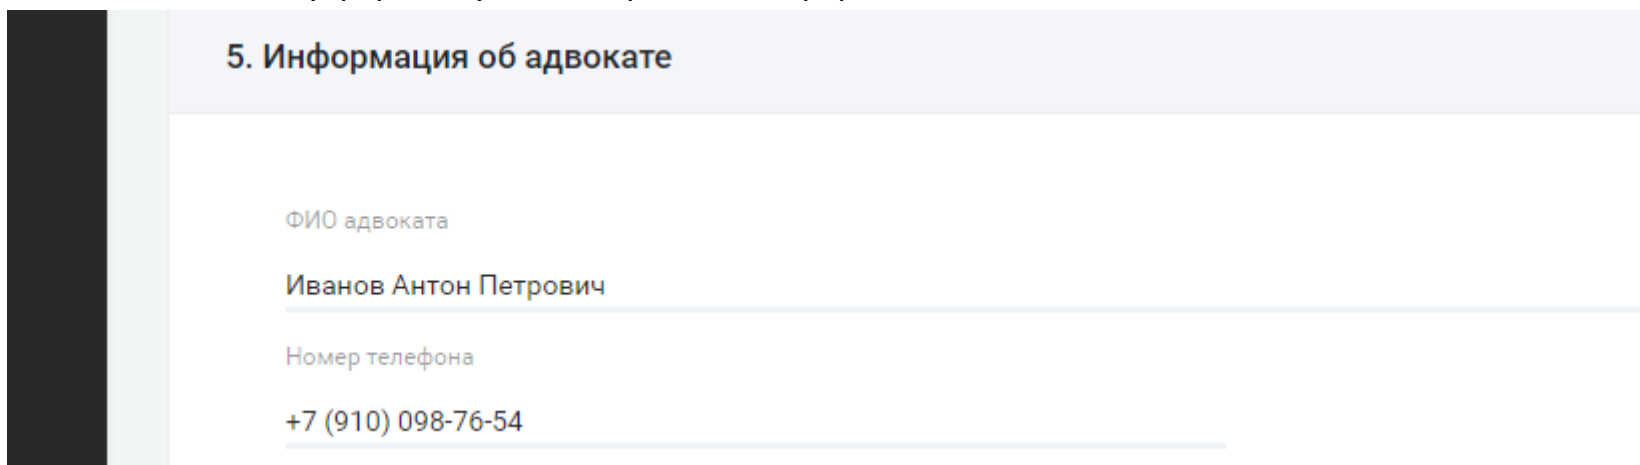 5. Информация об адвокате
ФИО адвоката
Иванов Антон Петрович
Номер телефона
+7 (910) 098-76-54